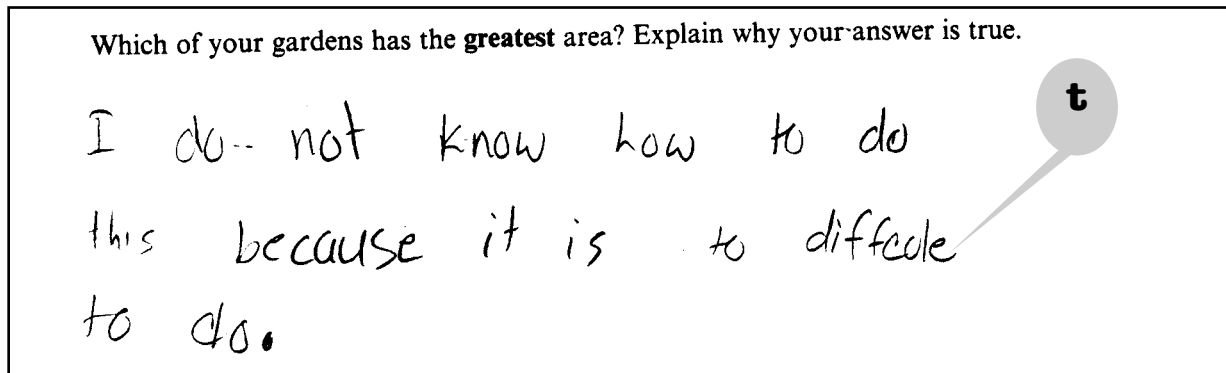 Which of your gardens has the greatest area? Explain why your answer is true.
t
I do not know how to do
this because it is to diffcule
to do.